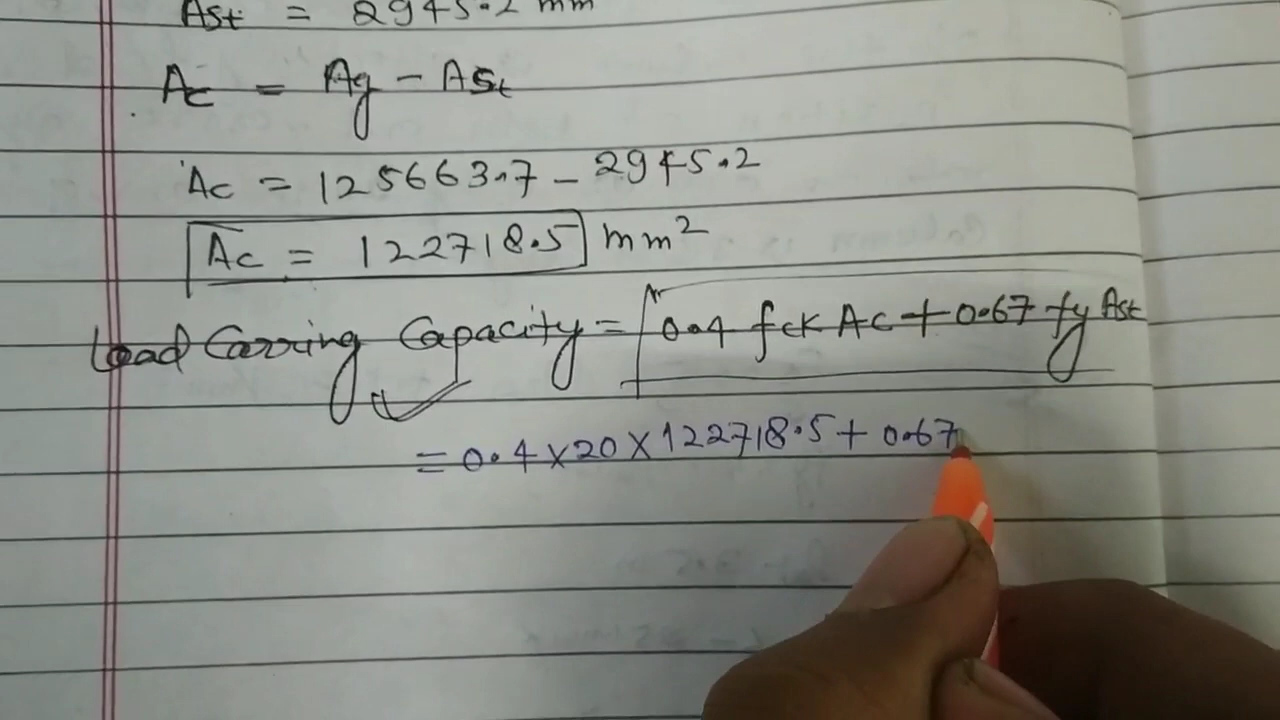 Ast = 2945.2 mm
Ac = Ag - Ast
Ac = 125663.7 - 2945.2
Ac = 122718.5 mm²
Load Carring Capacity = 0.4 fck Ac + 0.67 fy Ast
= 0.4 × 20 × 122718.5 + 0.67